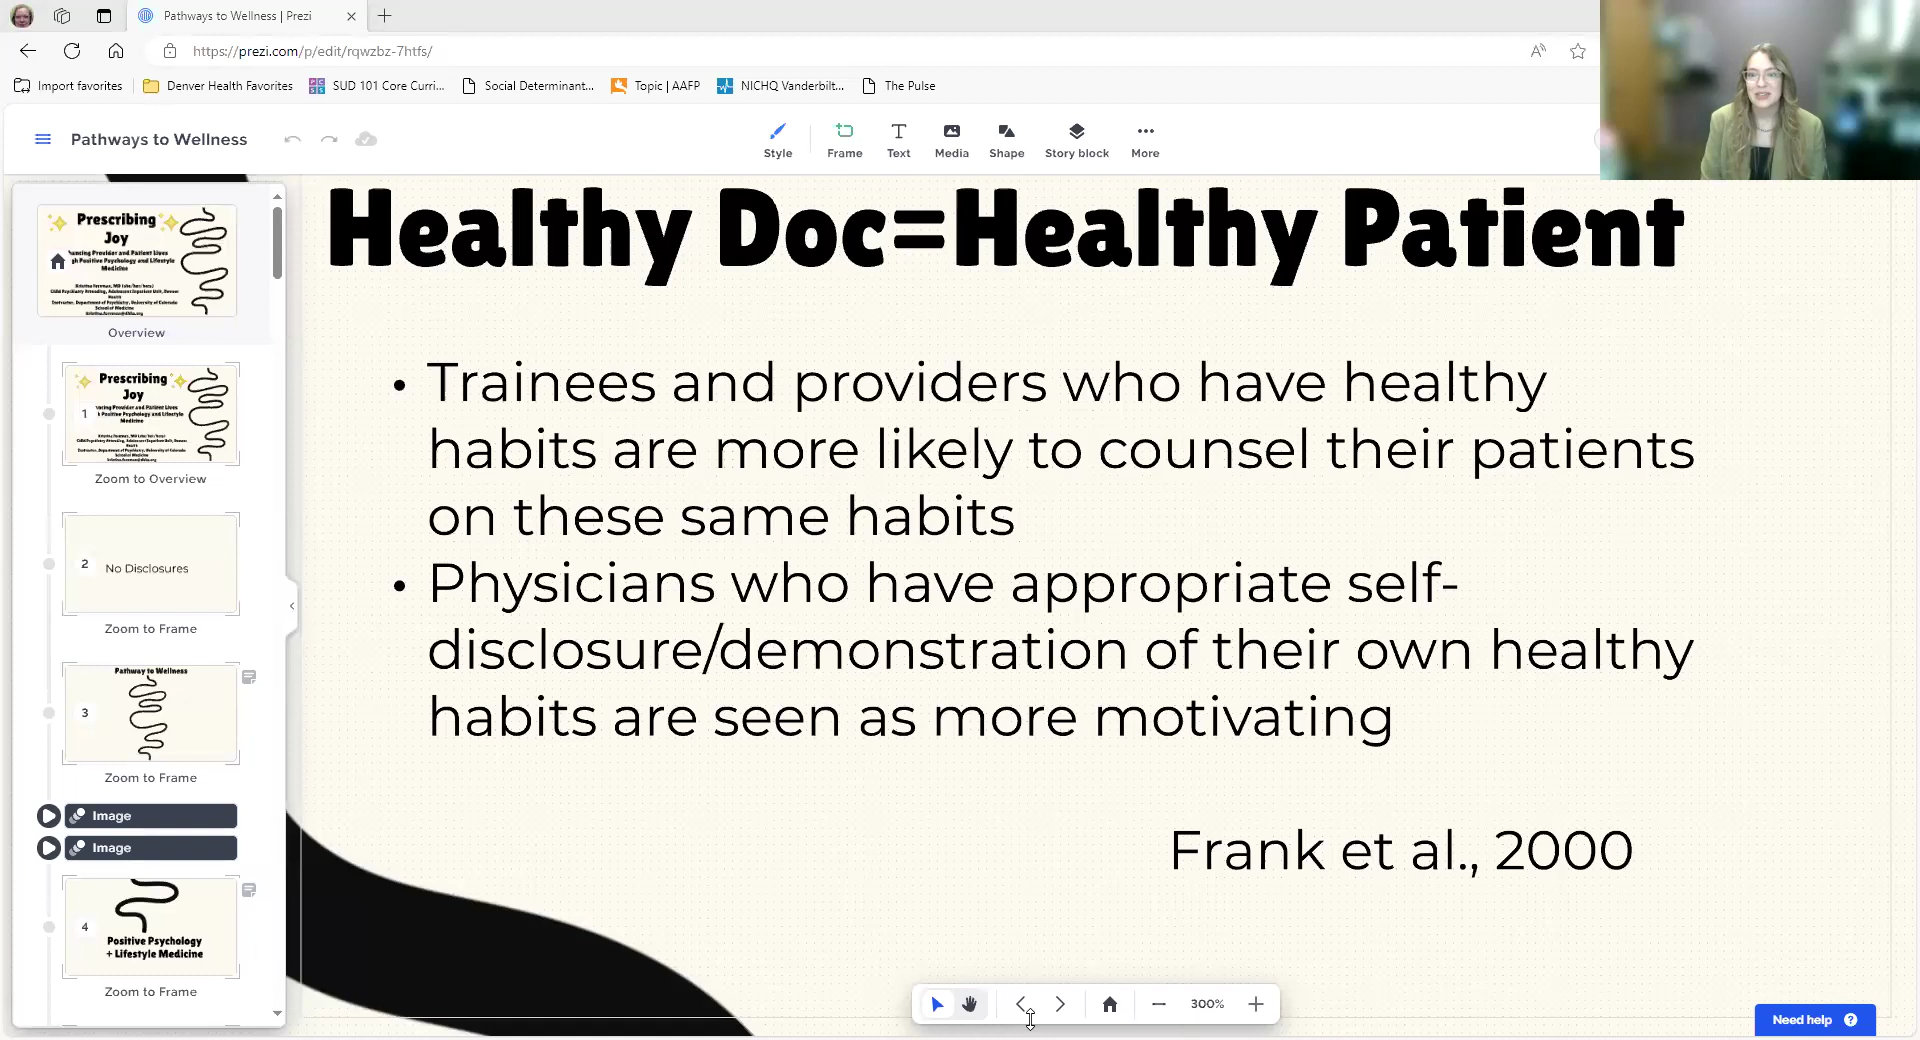 Pathways to Wellness | Prezi
https://prezi.com/p/edit/rqwzbz-7htfs/
Import favorites
Denver Health Favorites
SUD 101 Core Curri...
Social Determinant...
Topic | AAFP
NICHQ Vanderbilt...
The Pulse
Pathways to Wellness
Style
Frame
Text
Media
Shape
Story block
More
Prescribing
Joy
Medicine
Overview
Prescribing
Joy
Medicine
1
Zoom to Overview
2
No Disclosures
Zoom to Frame
Pathway to Wellness
3
Zoom to Frame
Image
Image
4
Positive Psychology
+ Lifestyle Medicine
Zoom to Frame
Healthy Doc=Healthy Patient
• Trainees and providers who have healthy
habits are more likely to counsel their patients
on these same habits
• Physicians who have appropriate self-
disclosure/demonstration of their own healthy
habits are seen as more motivating
Frank et al., 2000
300%
Need help ?